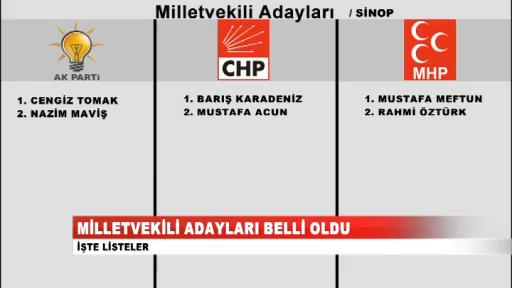 Milletvekili Adayları / SİNOP
AK PARTİ
CHP
MHP
1. CENGİZ TOMAK
2. NAZİM MAVİŞ
1. BARIŞ KARADENİZ
2. MUSTAFA ACUN
1. MUSTAFA MEFTUN
2. RAHMİ ÖZTÜRK
MİLLETVEKİLİ ADAYLARI BELLİ OLDU
İŞTE LİSTELER